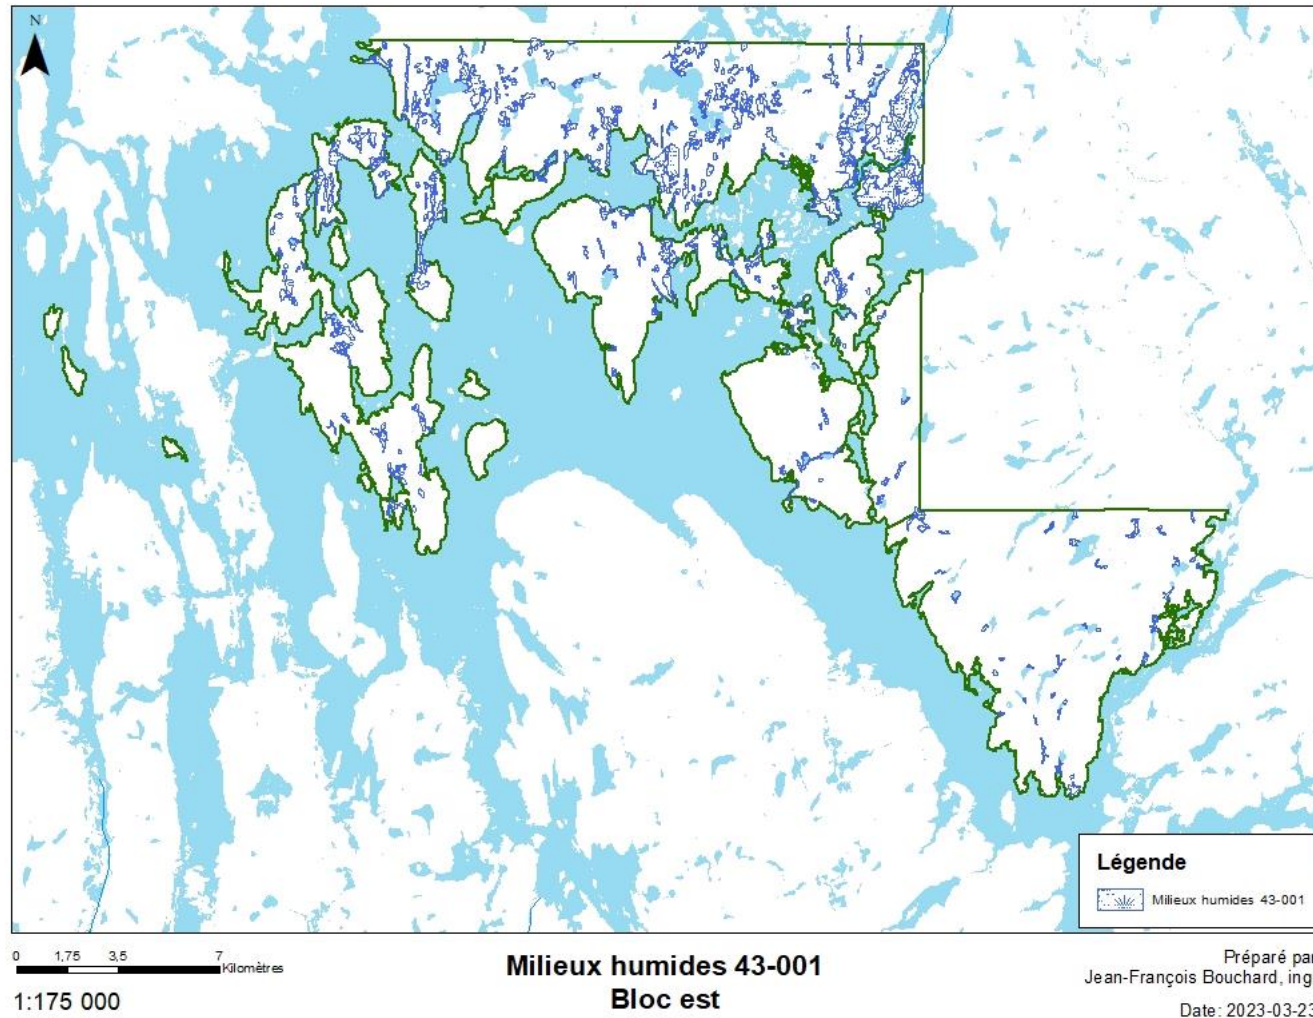 N
Légende
Milieux humides 43-001
0 1,75 3,5 7
Kilomètres
1:175 000
Milieux humides 43-001
Bloc est
Préparé par
Jean-François Bouchard, ing
Date: 2023-03-23